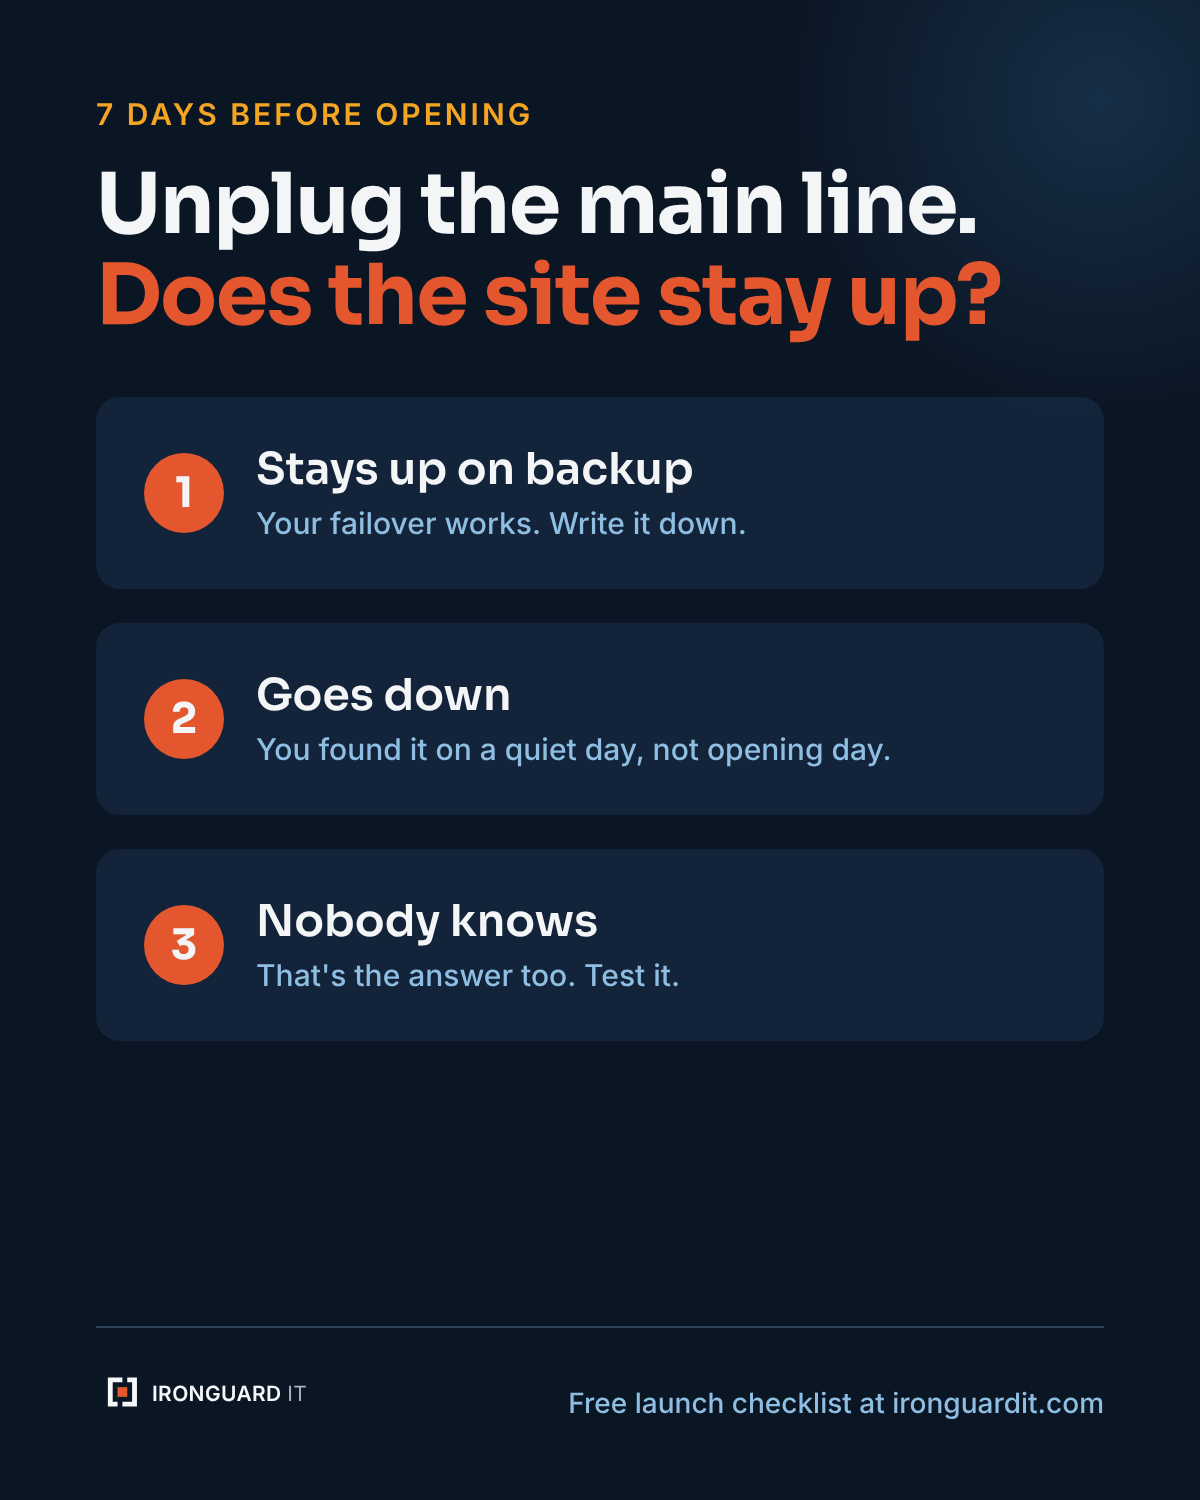 7 DAYS BEFORE OPENING
Unplug the main line.
Does the site stay up?
1
Stays up on backup
Your failover works. Write it down.
2
Goes down
You found it on a quiet day, not opening day.
3
Nobody knows
That's the answer too. Test it.
IRONGUARD IT
Free launch checklist at ironguardit.com